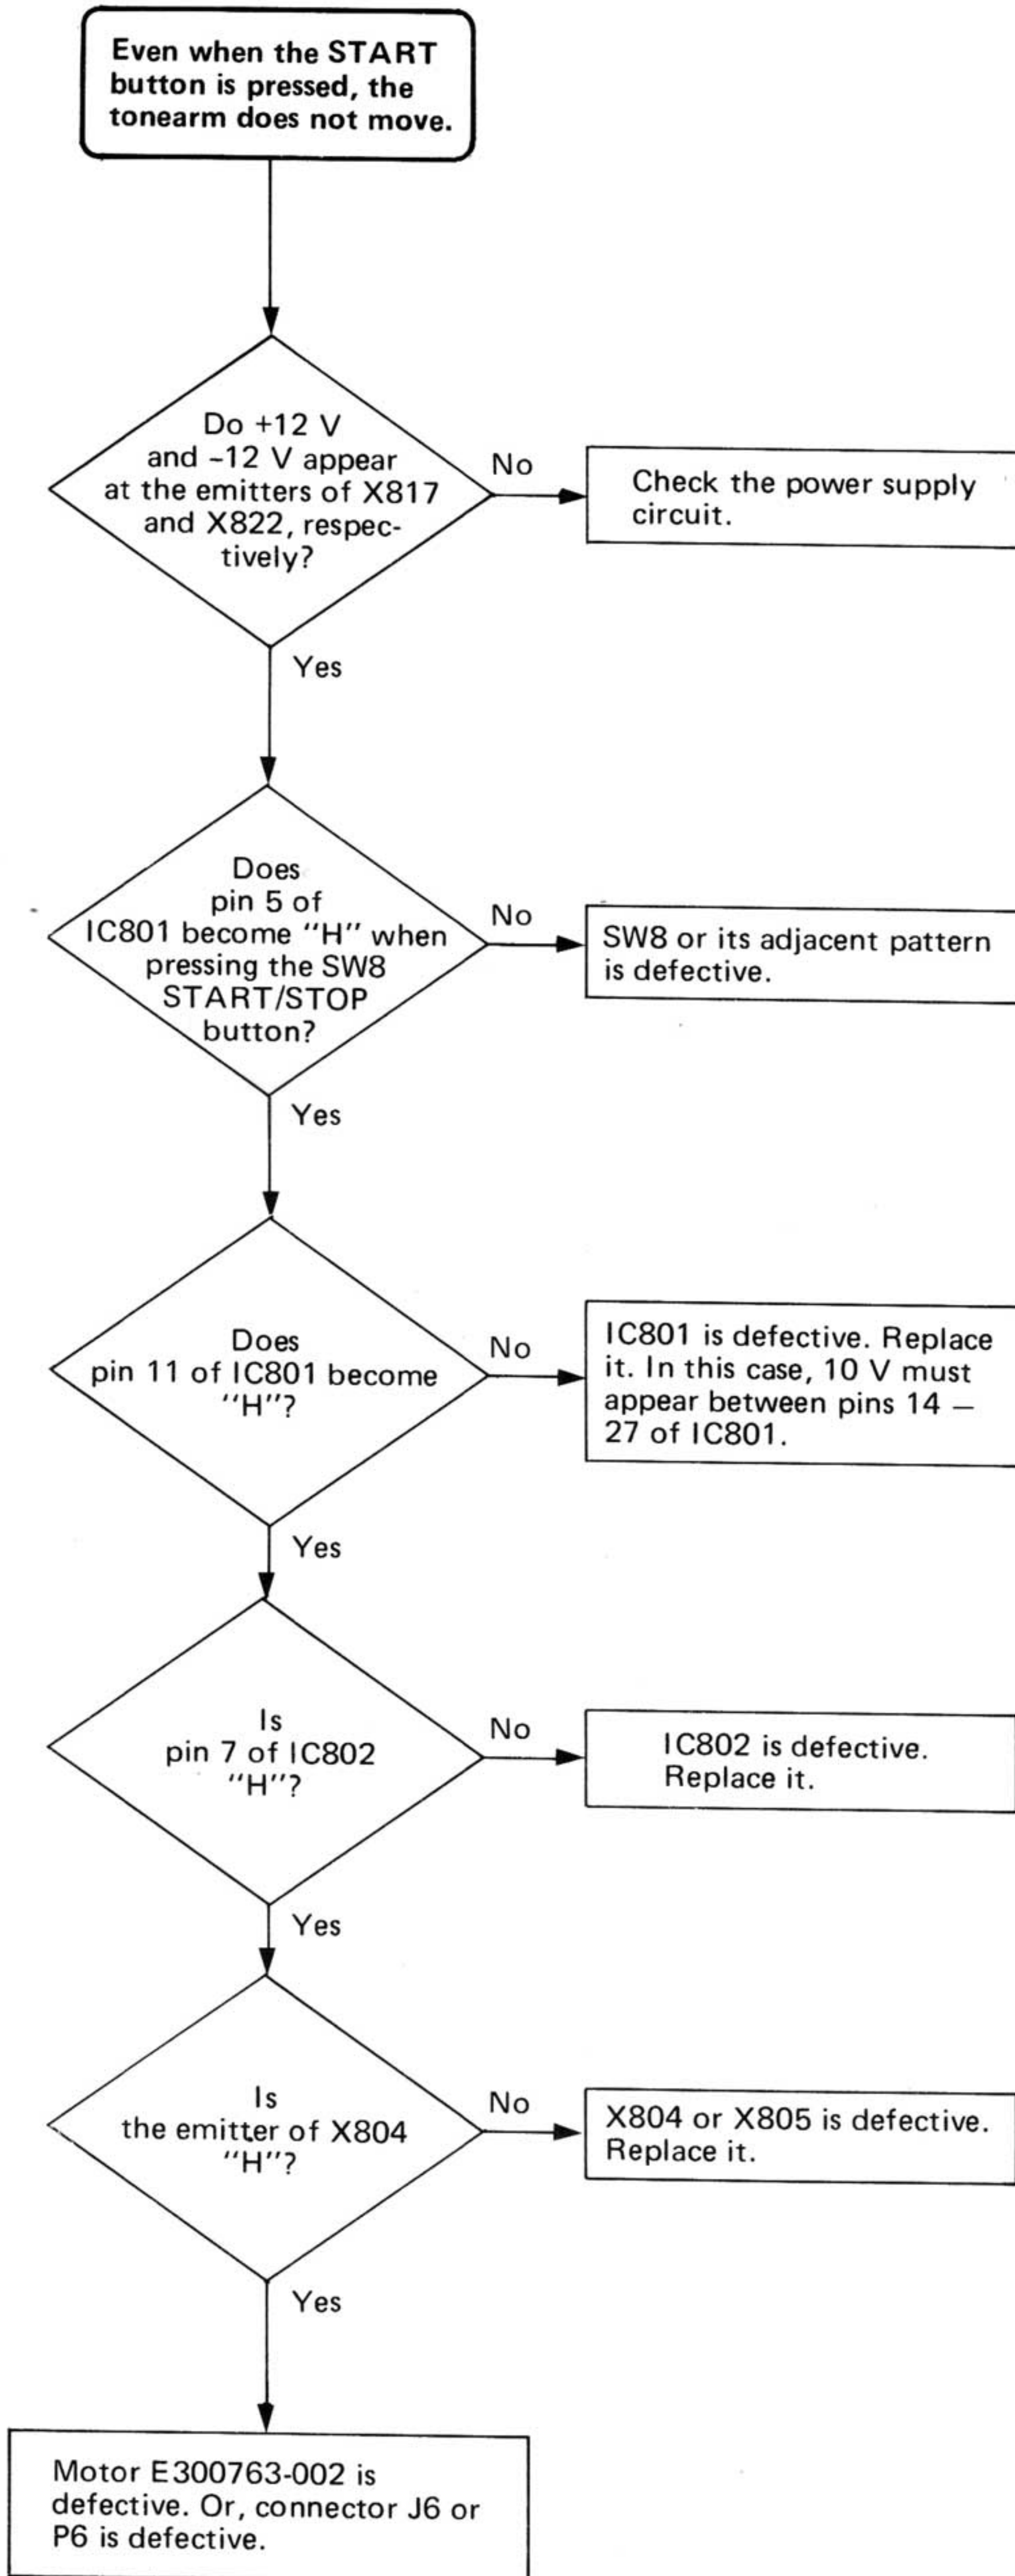 Even when the START
button is pressed, the
tonearm does not move.
Do +12 V
and -12 V appear
at the emitters of X817
and X822, respec-
tively?
No
Check the power supply
circuit.
Yes
Does
pin 5 of
IC801 become "H" when
pressing the SW8
START/STOP
button?
No
SW8 or its adjacent pattern
is defective.
Yes
Does
pin 11 of IC801 become
"H"?
No
IC801 is defective. Replace
it. In this case, 10 V must
appear between pins 14 —
27 of IC801.
Yes
Is
pin 7 of IC802
"H"?
No
IC802 is defective.
Replace it.
Yes
Is
the emitter of X804
"H"?
No
X804 or X805 is defective.
Replace it.
Yes
Motor E300763-002 is
defective. Or, connector J6 or
P6 is defective.